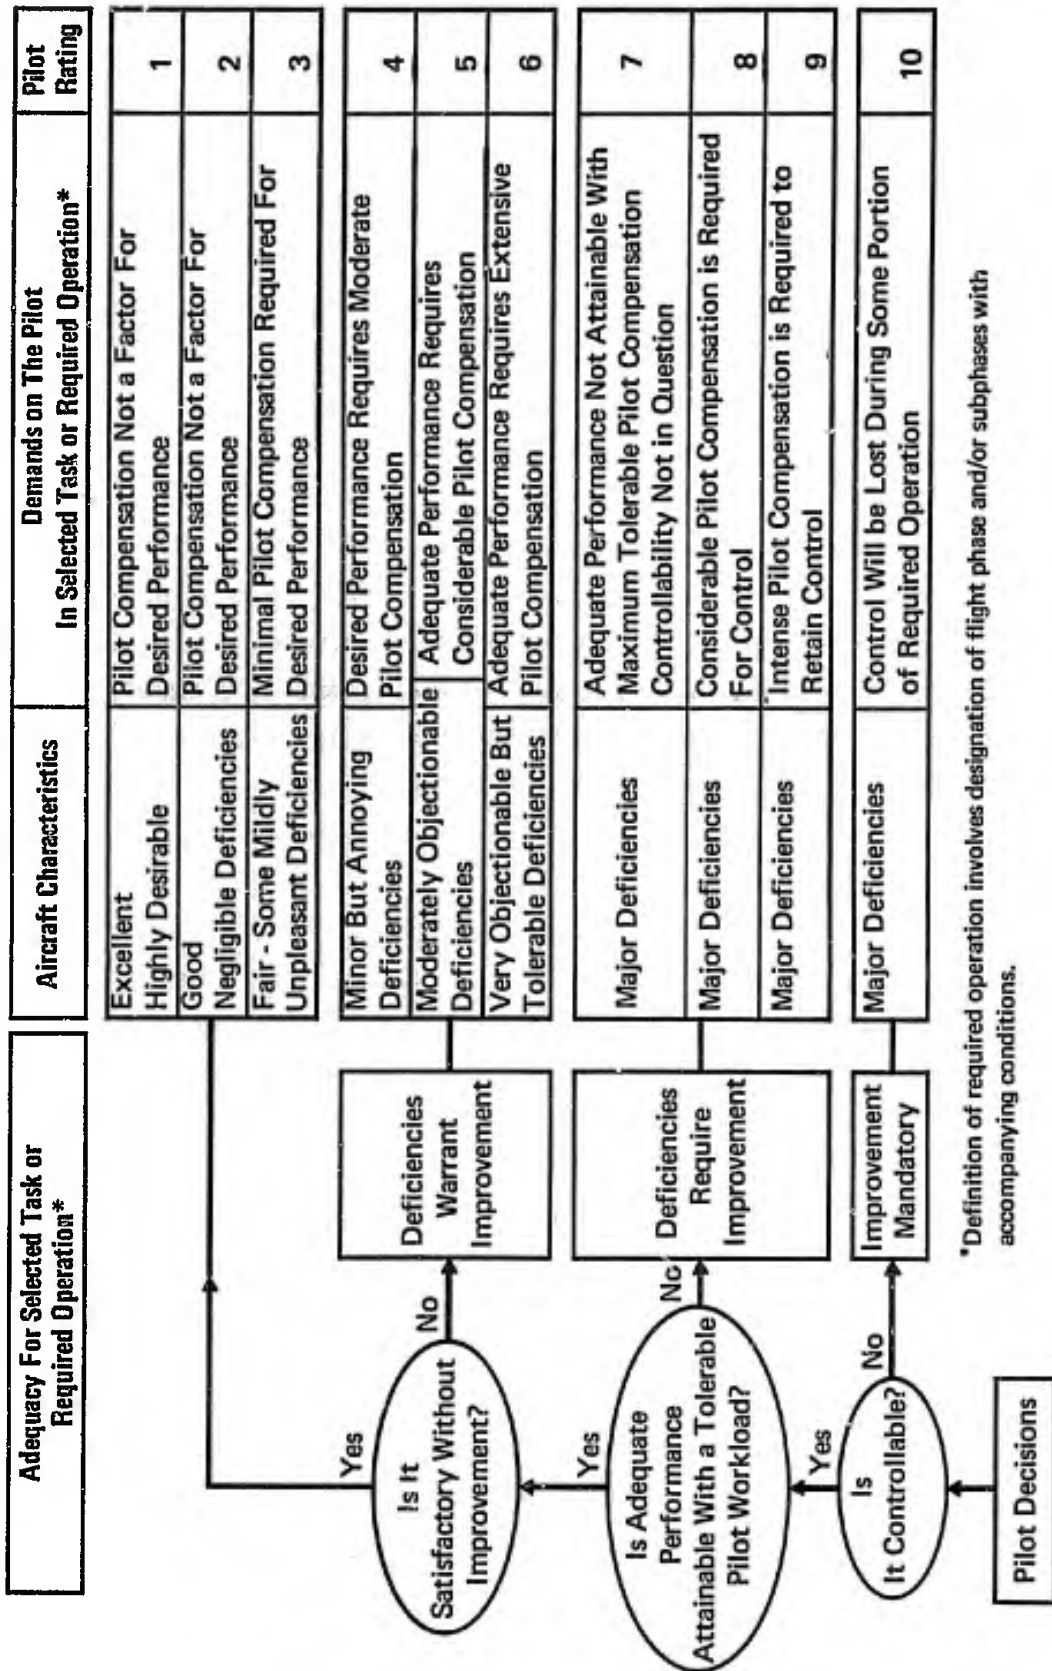 Adequacy For Selected Task or
Required Operation*
Aircraft Characteristics
Demands on The Pilot
In Selected Task or Required Operation*
Pilot
Rating
Excellent
Highly Desirable
Pilot Compensation Not a Factor For
Desired Performance
1
Good
Negligible Deficiencies
Pilot Compensation Not a Factor For
Desired Performance
2
Fair - Some Mildly
Unpleasant Deficiencies
Minimal Pilot Compensation Required For
Desired Performance
3
Yes
Is It
Satisfactory Without
Improvement?
No
Deficiencies
Warrant
Improvement
Minor But Annoying
Deficiencies
Desired Performance Requires Moderate
Pilot Compensation
4
Moderately Objectionable
Deficiencies
Adequate Performance Requires
Considerable Pilot Compensation
5
Very Objectionable But
Tolerable Deficiencies
Adequate Performance Requires Extensive
Pilot Compensation
6
Yes
Is Adequate
Performance
Attainable With a Tolerable
Pilot Workload?
No
Deficiencies
Require
Improvement
Major Deficiencies
Adequate Performance Not Attainable With
Maximum Tolerable Pilot Compensation
Controllability Not in Question
7
Major Deficiencies
Considerable Pilot Compensation is Required
For Control
8
Major Deficiencies
Intense Pilot Compensation is Required to
Retain Control
9
Yes
Is
It Controllable?
No
Improvement
Mandatory
Major Deficiencies
Control Will be Lost During Some Portion
of Required Operation
10
Pilot Decisions
*Definition of required operation involves designation of flight phase and/or subphases with
accompanying conditions.